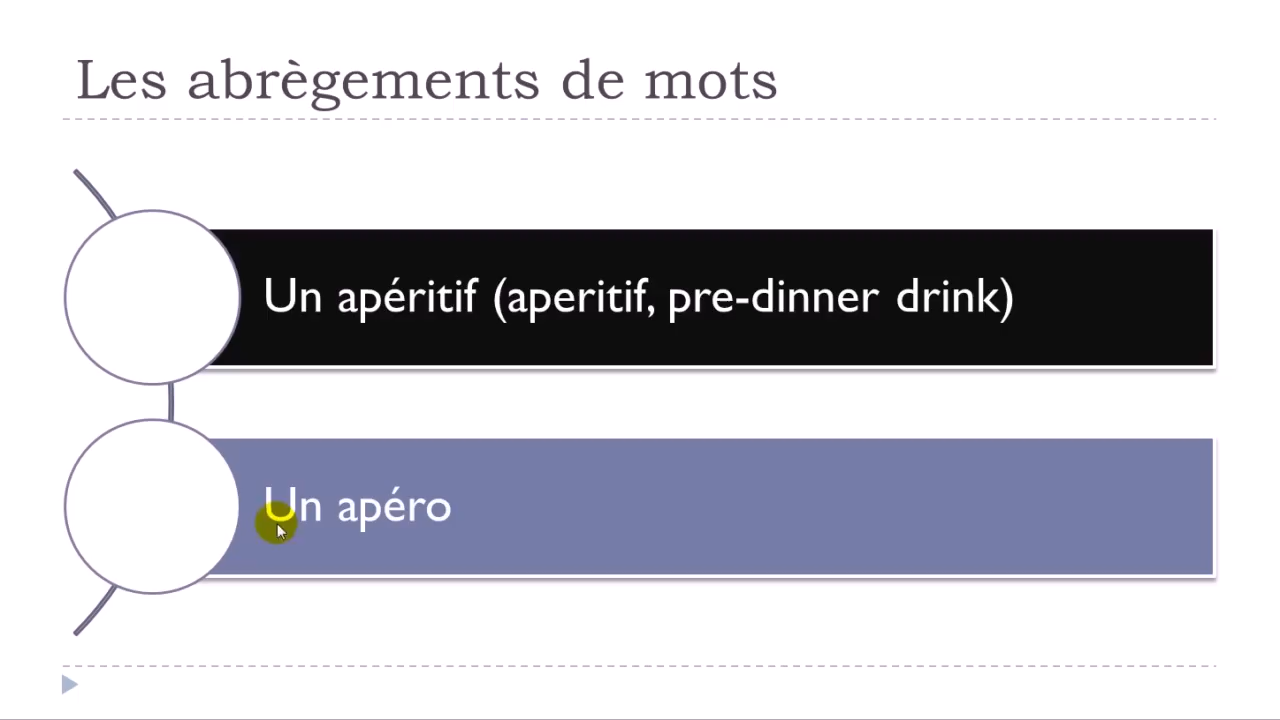 Les abrègements de mots
Un apéritif (aperitif, pre-dinner drink)
Un apéro